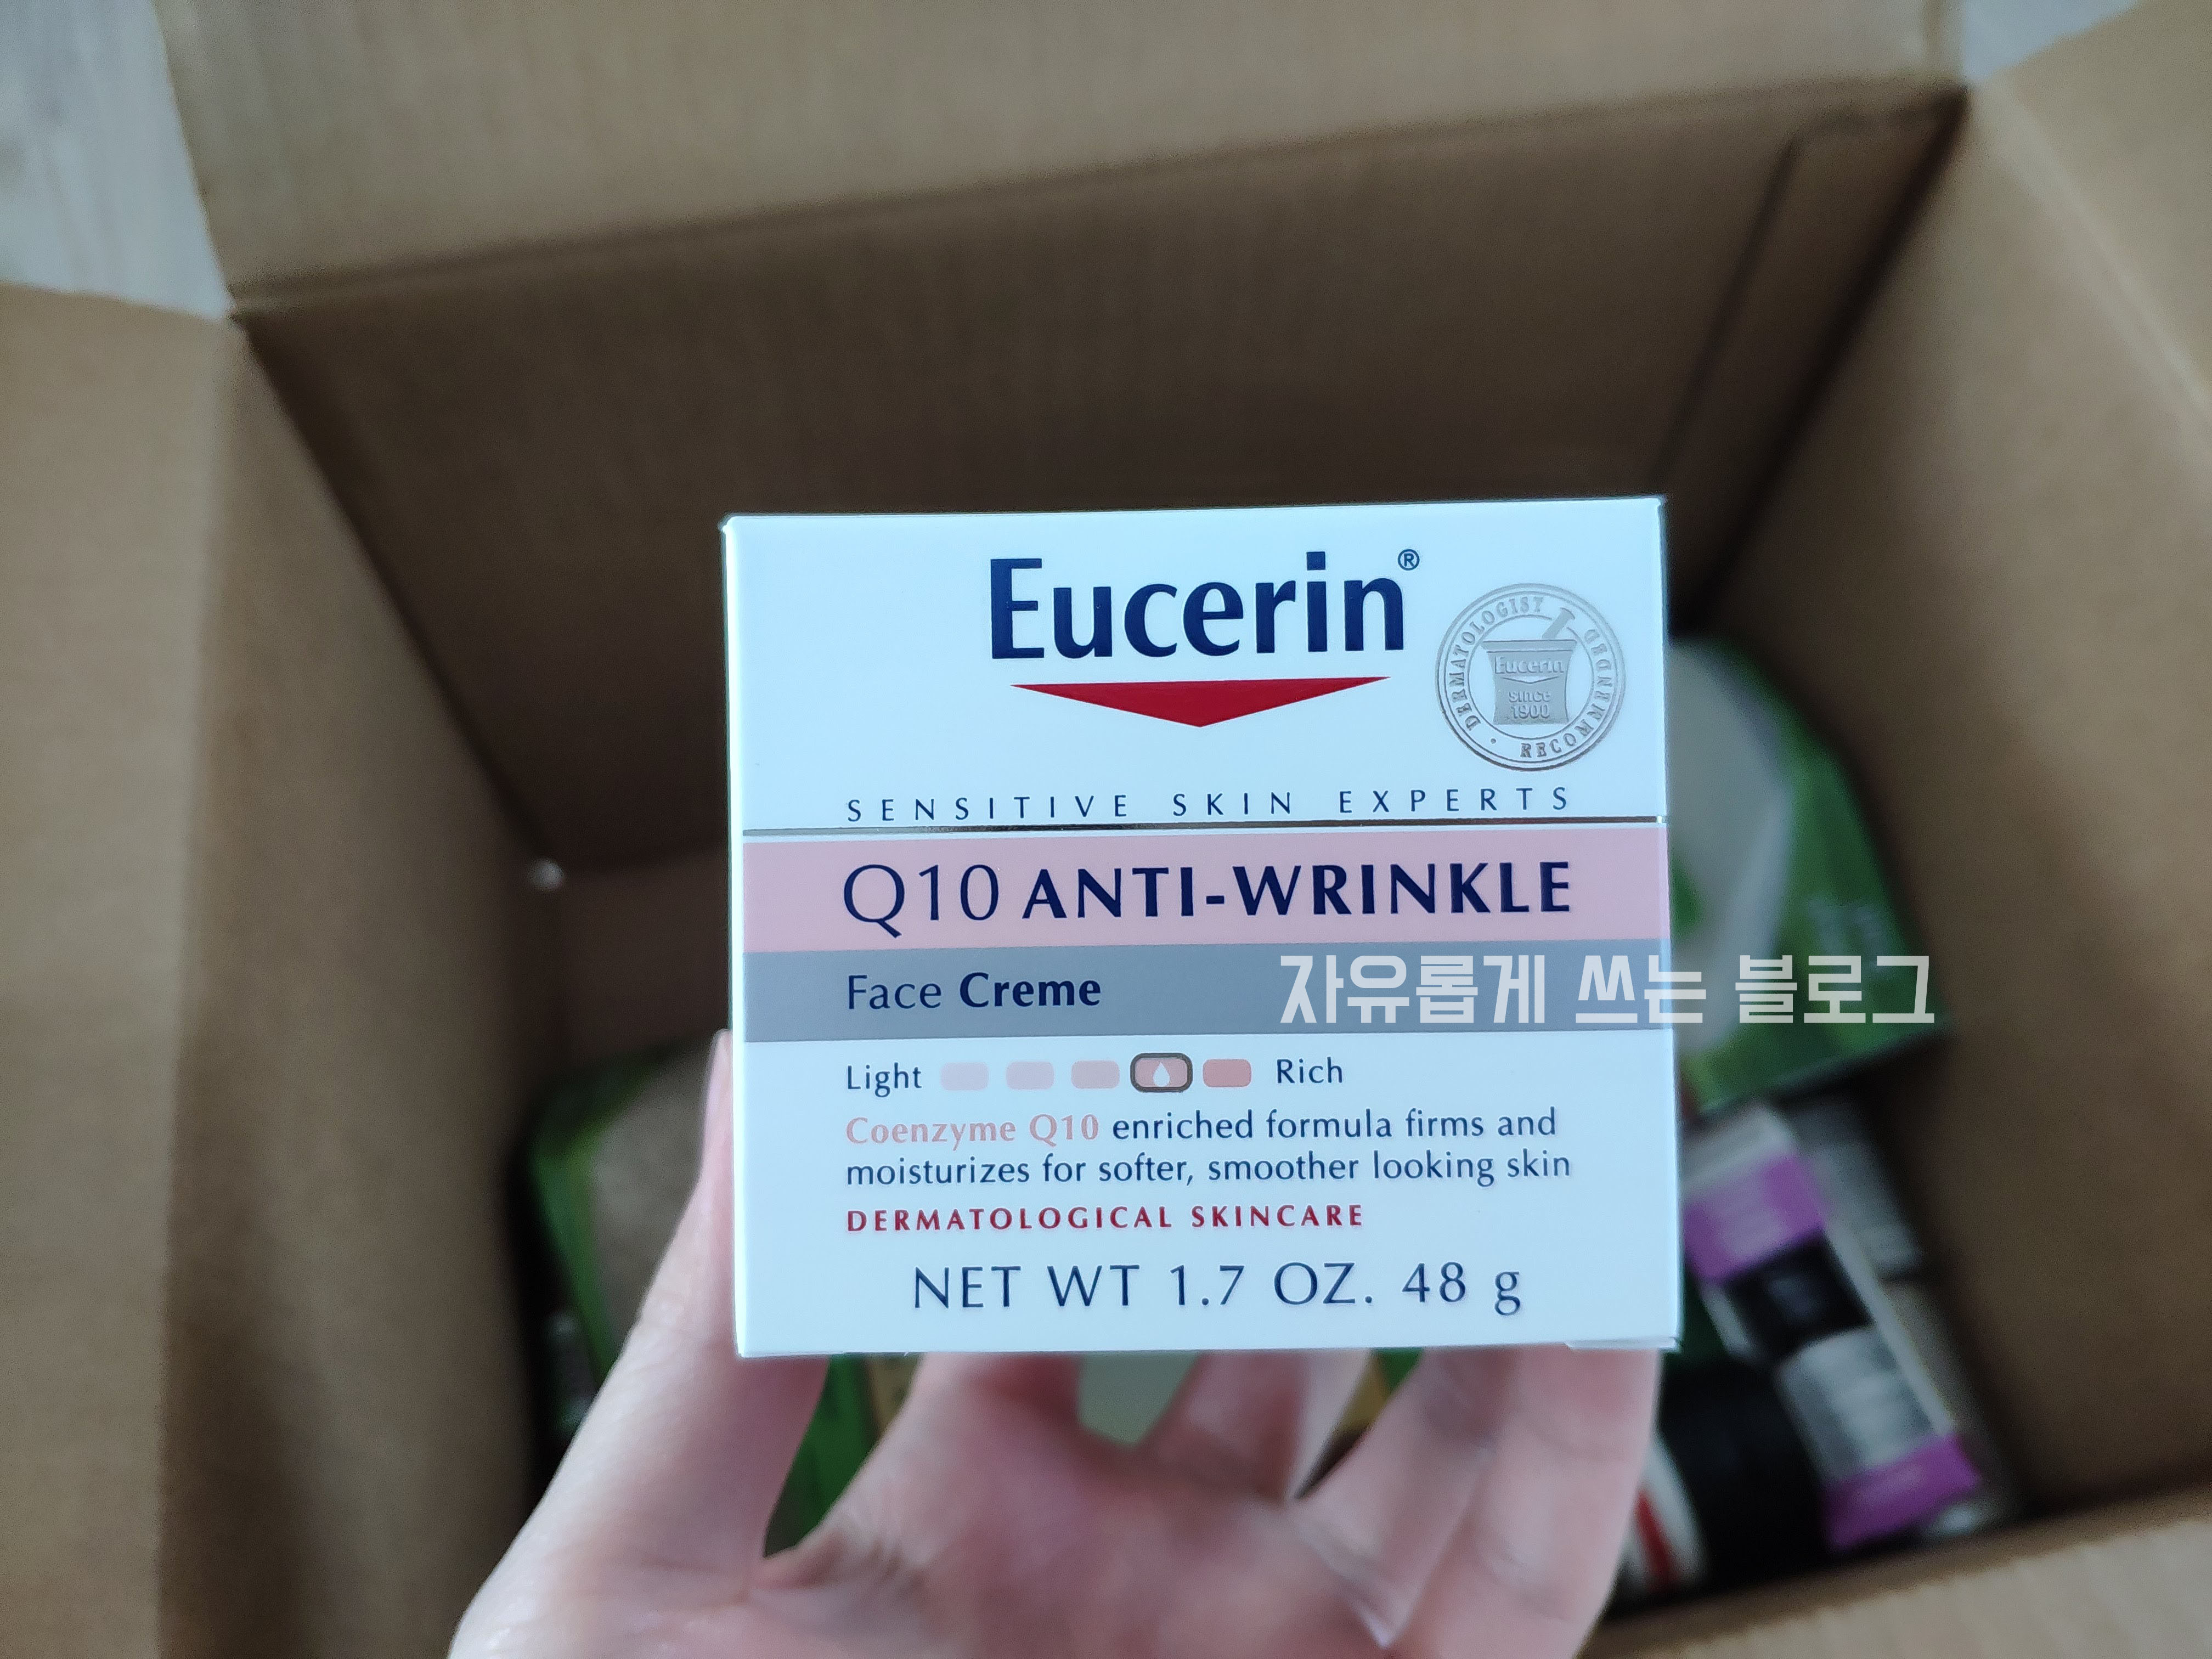 Eucerin®
DERMATOLOGIST RECOMMENDED
Eucerin
since
1900
SENSITIVE SKIN EXPERTS
Q10 ANTI-WRINKLE
Face Creme
자유롭게 쓰는 블로그
Light Rich
Coenzyme Q10 enriched formula firms and
moisturizes for softer, smoother looking skin
DERMATOLOGICAL SKINCARE
NET WT 1.7 OZ. 48 g